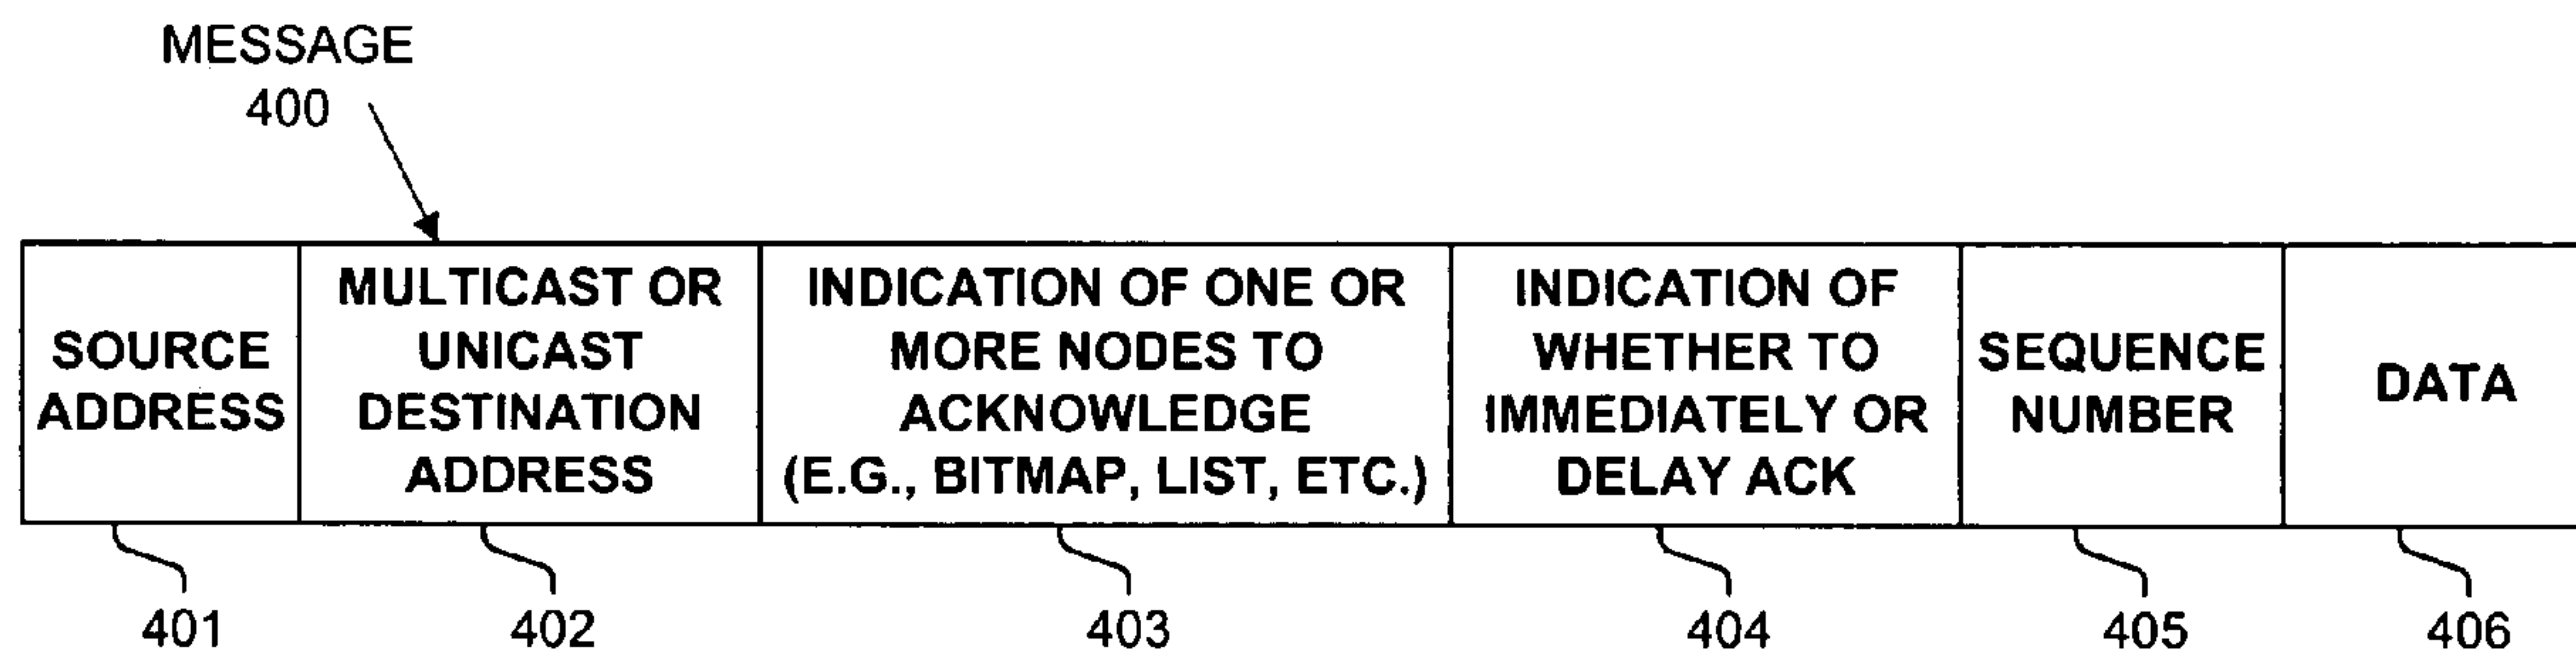 MESSAGE
400
SOURCE
ADDRESS
MULTICAST OR
UNICAST
DESTINATION
ADDRESS
INDICATION OF ONE OR
MORE NODES TO
ACKNOWLEDGE
(E.G., BITMAP, LIST, ETC.)
INDICATION OF
WHETHER TO
IMMEDIATELY OR
DELAY ACK
SEQUENCE
NUMBER
DATA
401
402
403
404
405
406